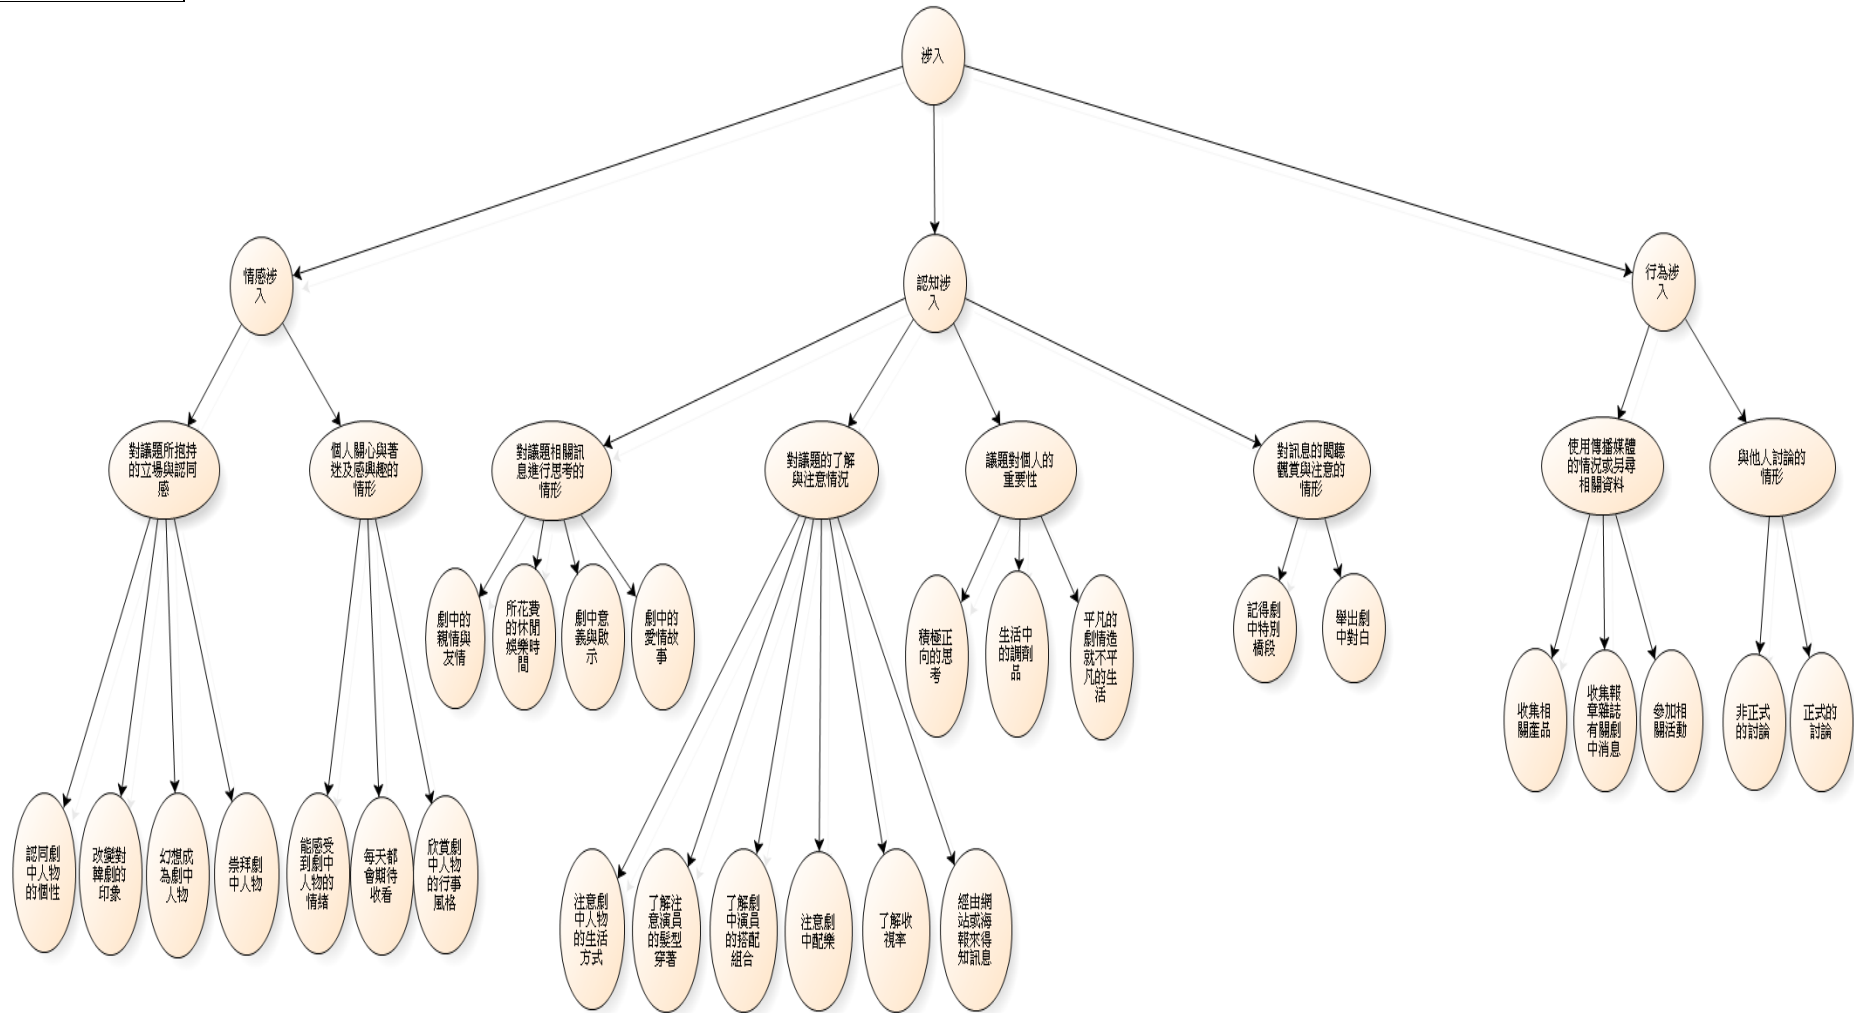 涉入
情感涉
入
認知涉
入
行為涉
入
對議題所抱持
的立場與認同
感
個人關心與著
迷及感興趣的
情形
對議題相關訊
息進行思考的
情形
對議題的了解
與注意情況
議題對個人的
重要性
對訊息的閱聽
觀賞與注意的
情形
使用傳播媒體
的情況或另尋
相關資料
與他人討論的
情形
劇中的
親情與
友情
所花費
的休閒
娛樂時
間
劇中意
義與啟
示
劇中的
愛情故
事
積極正
向的思
考
生活中
的調劑
品
平凡的
劇情造
就不平
凡的生
活
記得劇
中特別
橋段
舉出劇
中對白
收集相
關產品
收集報
章雜誌
有關劇
中消息
參加相
關活動
非正式
的討論
正式的
討論
認同劇
中人物
的個性
改變對
韓劇的
印象
幻想成
為劇中
人物
崇拜劇
中人物
能感受
到劇中
人物的
情緒
每天都
會期待
收看
欣賞劇
中人物
的行事
風格
注意劇
中人物
的生活
方式
了解注
意演員
的髮型
穿著
了解劇
中演員
的搭配
組合
注意劇
中配樂
了解收
視率
經由網
站或海
報來得
知訊息